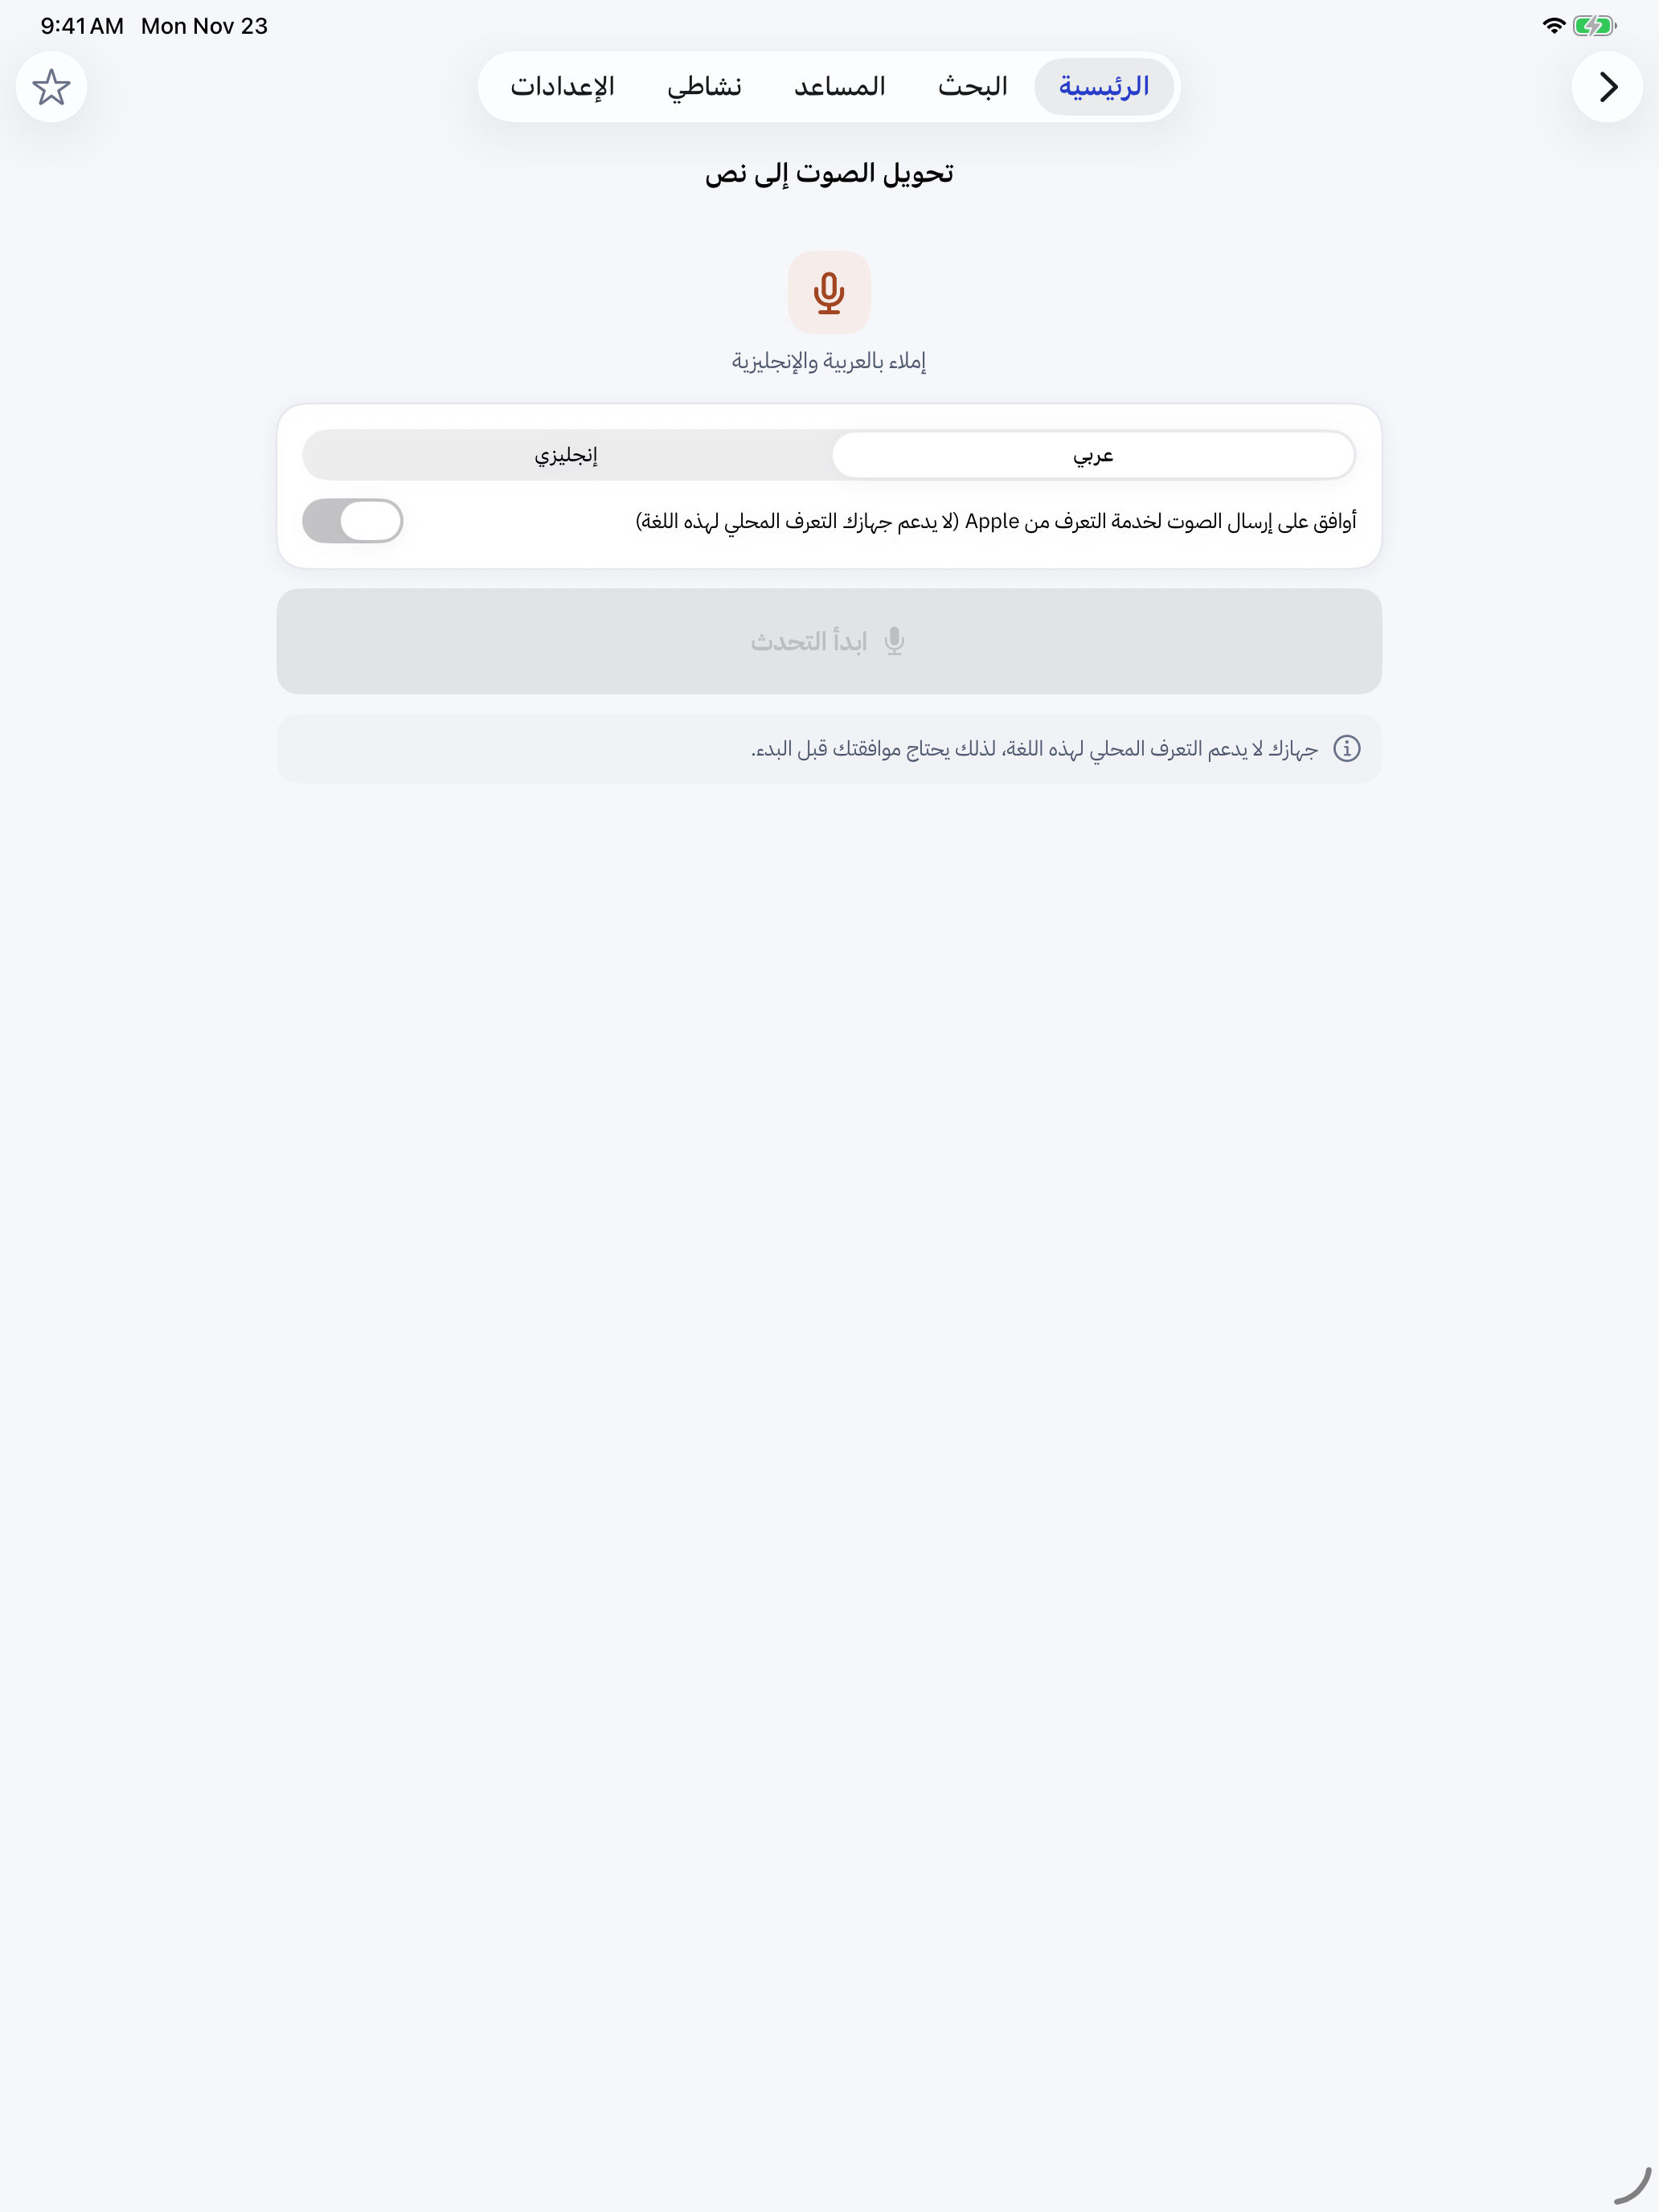 9:41 AM Mon Nov 23
الرئيسية
البحث
المساعد
نشاطي
الإعدادات
تحويل الصوت إلى نص
إملاء بالعربية والإنجليزية
عربي
إنجليزي
أوافق على إرسال الصوت لخدمة التعرف من Apple (لا يدعم جهازك التعرف المحلي لهذه اللغة)
ابدأ التحدث
جهازك لا يدعم التعرف المحلي لهذه اللغة، لذلك يحتاج موافقتك قبل البدء.